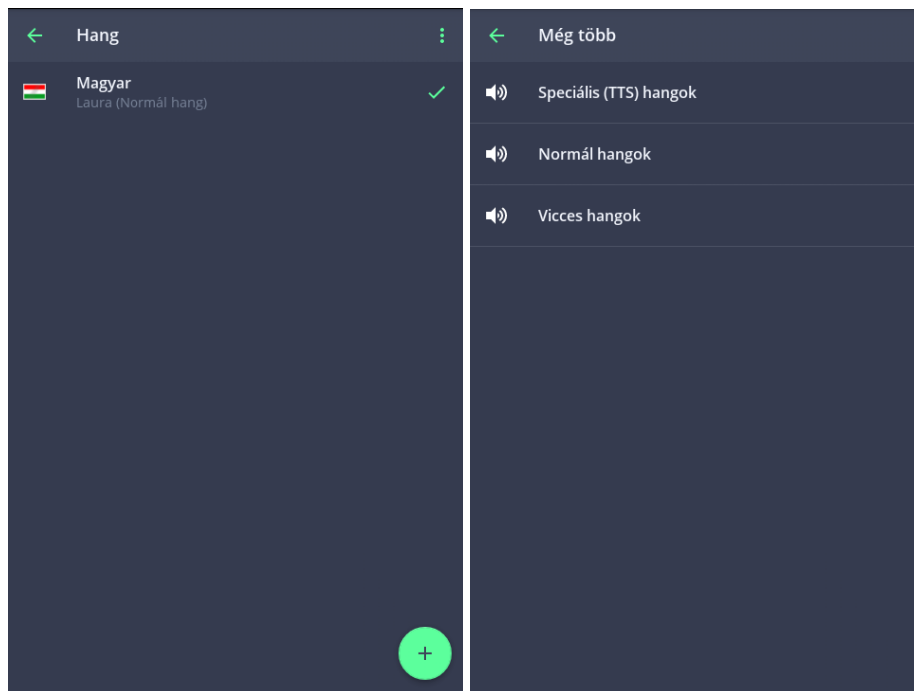 Hang
Magyar
Laura (Normál hang)
Még több
Speciális (TTS) hangok
Normál hangok
Vicces hangok